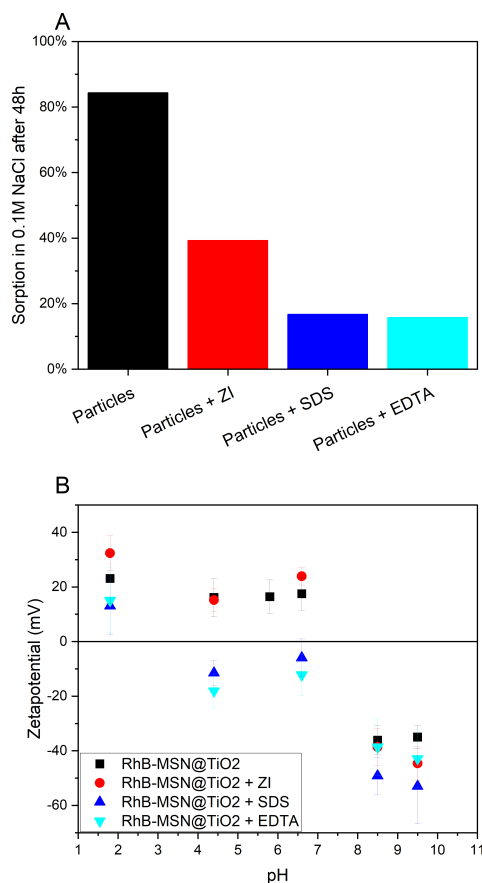 A
Sorption in 0.1M NaCl after 48h
100%
80%
60%
40%
20%
0%
Particles
Particles + ZI
Particles + SDS
Particles + EDTA
B
Zetapotential (mV)
40
20
0
-20
-40
-60
RhB-MSN@TiO2
RhB-MSN@TiO2 + ZI
RhB-MSN@TiO2 + SDS
RhB-MSN@TiO2 + EDTA
1 2 3 4 5 6 7 8 9 10 11
pH